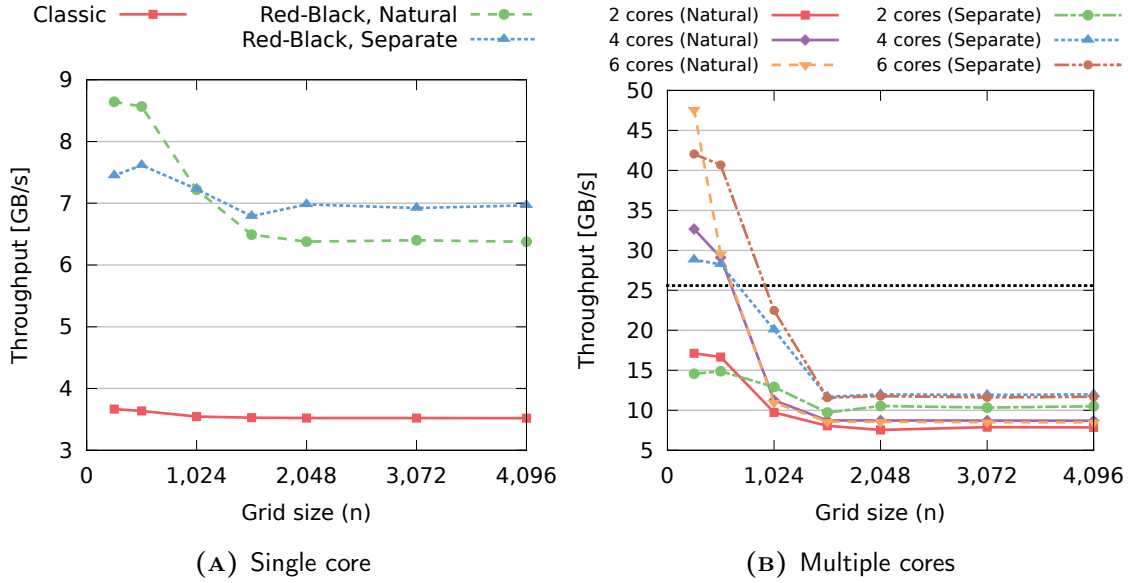 Classic
Red-Black, Natural
Red-Black, Separate
9
8
7
6
5
4
3
0
1,024
2,048
3,072
4,096
Throughput [GB/s]
Grid size (n)
(A) Single core
2 cores (Natural)
4 cores (Natural)
6 cores (Natural)
2 cores (Separate)
4 cores (Separate)
6 cores (Separate)
50
45
40
35
30
25
20
15
10
5
0
1,024
2,048
3,072
4,096
Throughput [GB/s]
Grid size (n)
(B) Multiple cores